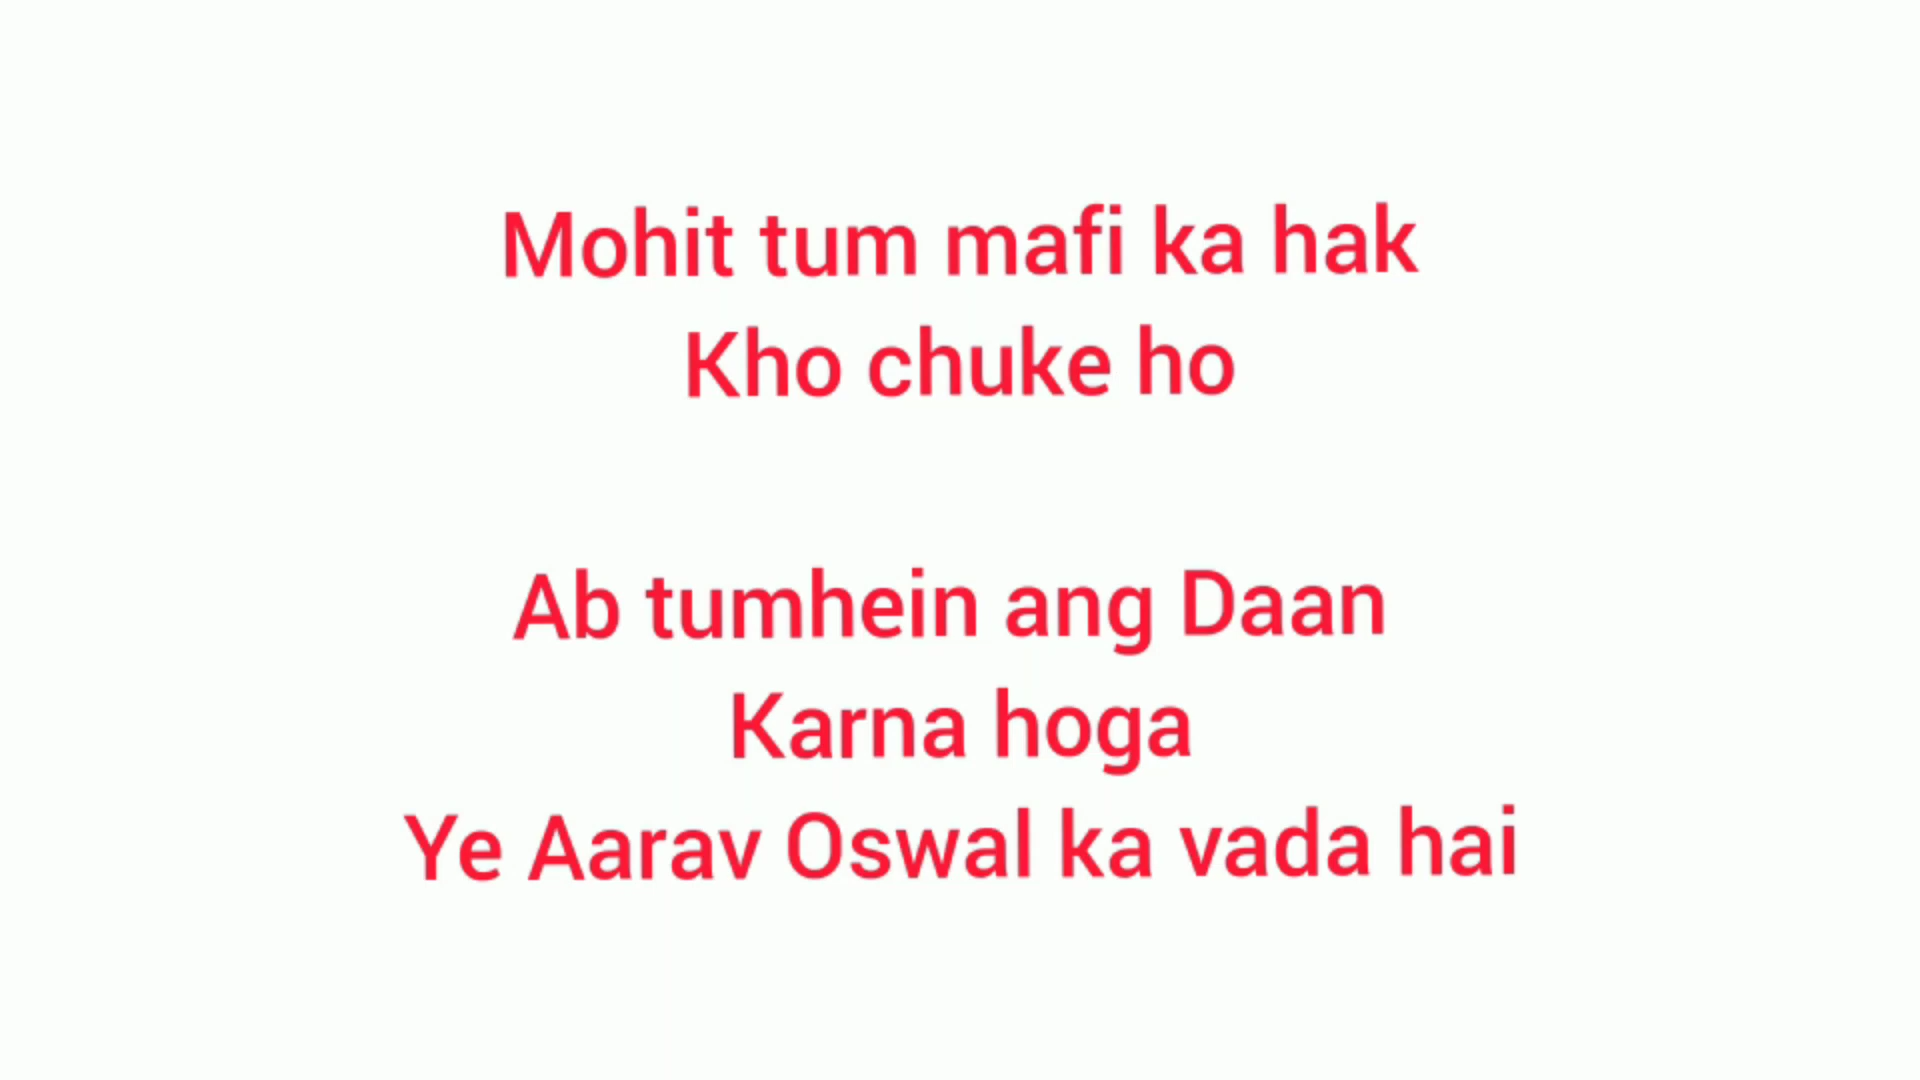 Mohit tum mafi ka hak
Kho chuke ho
Ab tumhein ang Daan
Karna hoga
Ye Aarav Oswal ka vada hai